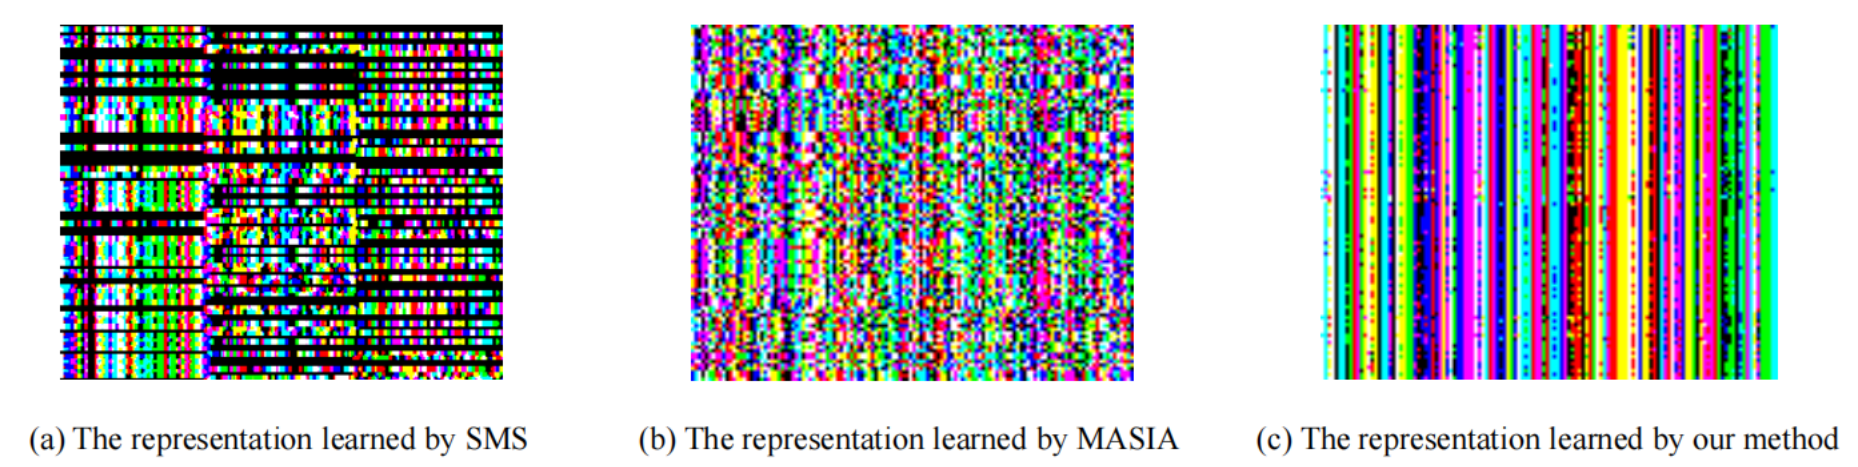 (a) The representation learned by SMS
(b) The representation learned by MASIA
(c) The representation learned by our method